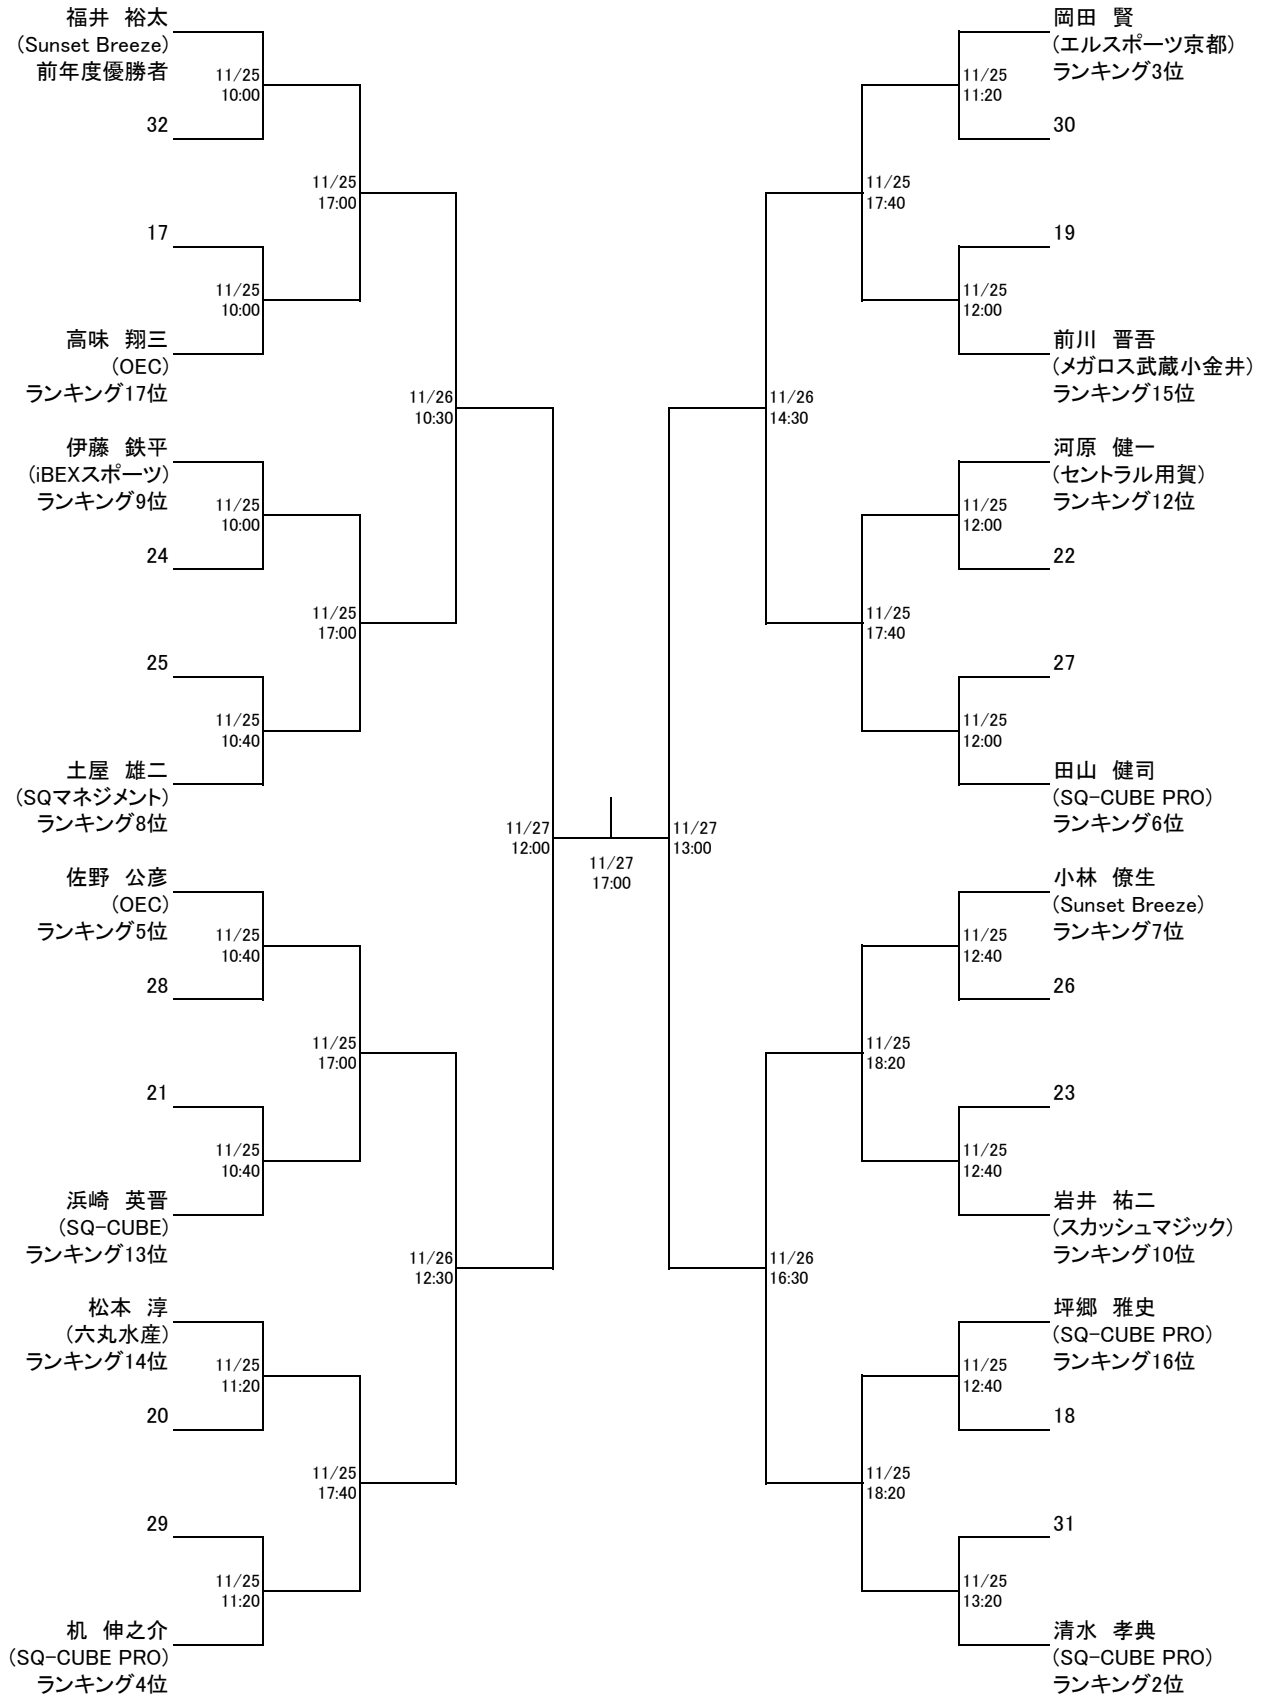 福井　裕太
(Sunset Breeze)
前年度優勝者
11/25
10:00
32
11/25
17:00
17
11/25
10:00
高味　翔三
(OEC)
ランキング17位
11/26
10:30
伊藤　鉄平
(iBEXスポーツ)
ランキング9位
11/25
10:00
24
11/25
17:00
25
11/25
10:40
土屋　雄二
(SQマネジメント)
ランキング8位
11/27
12:00
佐野　公彦
(OEC)
ランキング5位
11/25
10:40
28
11/25
17:00
21
11/25
10:40
浜崎　英晋
(SQ-CUBE)
ランキング13位
11/26
12:30
松本　淳
(六丸水産)
ランキング14位
11/25
11:20
20
11/25
17:40
29
11/25
11:20
机　伸之介
(SQ-CUBE PRO)
ランキング4位
11/27
17:00
岡田　賢
(エルスポーツ京都)
ランキング3位
11/25
11:20
30
11/25
17:40
19
11/25
12:00
前川　晋吾
(メガロス武蔵小金井)
ランキング15位
11/26
14:30
河原　健一
(セントラル用賀)
ランキング12位
11/25
12:00
22
11/25
17:40
27
11/25
12:00
田山　健司
(SQ-CUBE PRO)
ランキング6位
11/27
13:00
小林　僚生
(Sunset Breeze)
ランキング7位
11/25
12:40
26
11/25
18:20
23
11/25
12:40
岩井　祐二
(スカッシュマジック)
ランキング10位
11/26
16:30
坪郷　雅史
(SQ-CUBE PRO)
ランキング16位
11/25
12:40
18
11/25
18:20
31
11/25
13:20
清水　孝典
(SQ-CUBE PRO)
ランキング2位